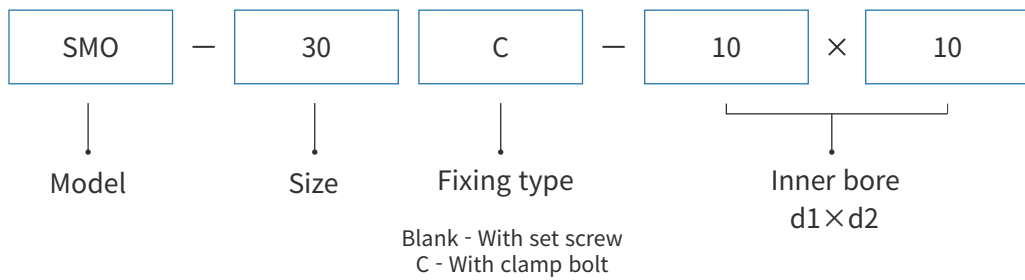 SMO – 30 C – 10 × 10
Model Size Fixing type Inner bore
d1×d2
Blank - With set screw
C - With clamp bolt